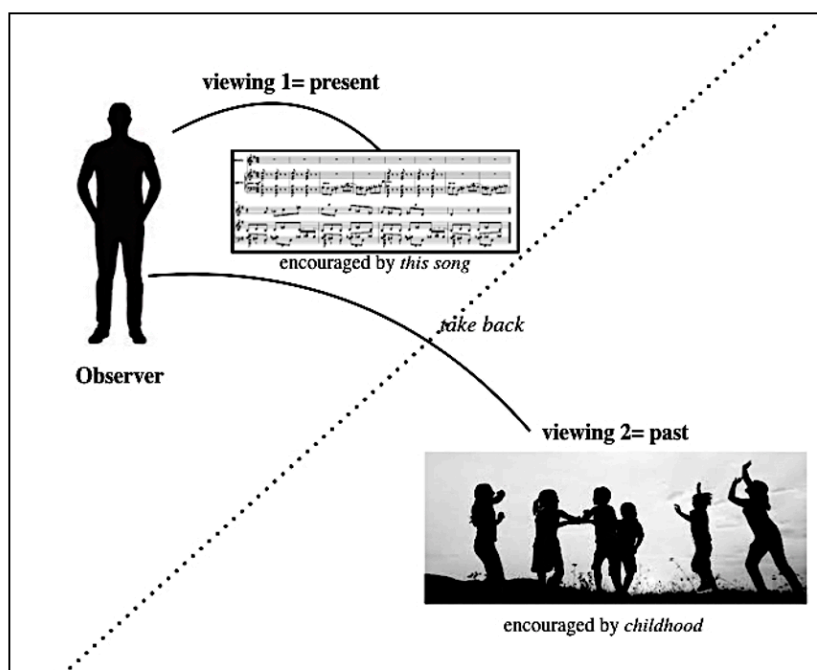 viewing 1= present
encouraged by this song
take back
Observer
viewing 2= past
encouraged by childhood